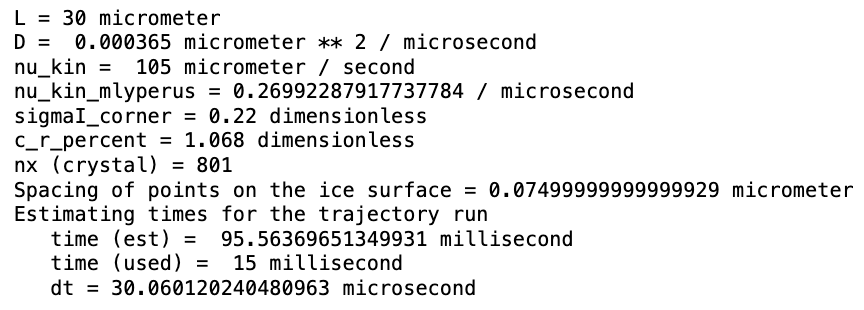 L = 30 micrometer
D =  0.000365 micrometer ** 2 / microsecond
nu_kin =  105 micrometer / second
nu_kin_mlyperus = 0.26992287917737784 / microsecond
sigmaI_corner = 0.22 dimensionless
c_r_percent = 1.068 dimensionless
nx (crystal) = 801
Spacing of points on the ice surface = 0.07499999999999929 micrometer
Estimating times for the trajectory run
   time (est) =  95.56369651349931 millisecond
   time (used) =  15 millisecond
   dt = 30.060120240480963 microsecond